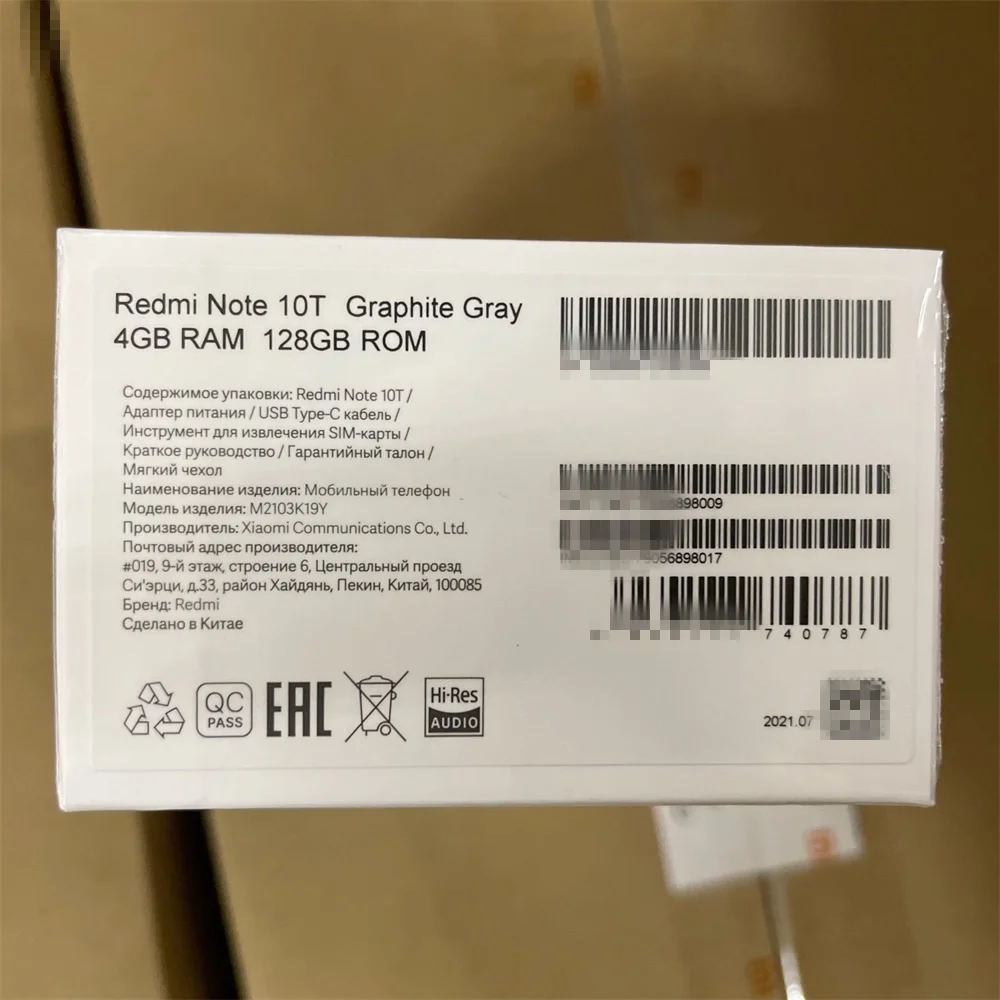 Redmi Note 10T Graphite Gray
4GB RAM 128GB ROM
Содержимое упаковки: Redmi Note 10T /
Адаптер питания / USB Type-C кабель /
Инструмент для извлечения SIM-карты /
Краткое руководство / Гарантийный талон /
Мягкий чехол
Наименование изделия: Мобильный телефон
Модель изделия: M2103K19Y
Производитель: Xiaomi Communications Co., Ltd.
Почтовый адрес производителя:
#019, 9-й этаж, строение 6, Центральный проезд
Си'эрци, д.33, район Хайдянь, Пекин, Китай, 100085
Бренд: Redmi
Сделано в Китае
QC
PASS
EAC
Hi-Res
AUDIO
898009
9056898017
740787
2021.07